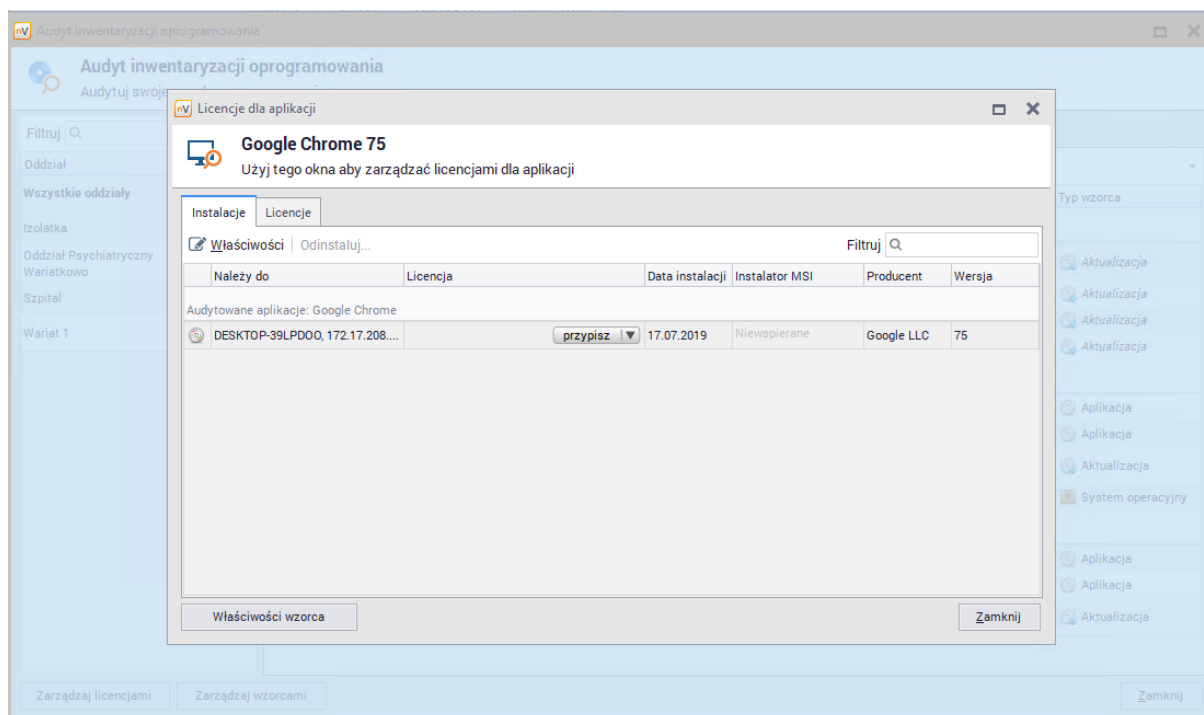 Audyt inwentaryzacji oprogramowania
Audyt inwentaryzacji oprogramowania
Audytuj swoje
Filtruj
Oddział
Wszystkie oddziały
Izolatka
Oddział Psychiatryczny
Wariatkowo
Szpital
Wariat 1
nV Licencje dla aplikacji
Google Chrome 75
Użyj tego okna aby zarządzać licencjami dla aplikacji
Instalacje Licencje
Właściwości Odinstaluj... Filtruj
Należy do Licencja Data instalacji Instalator MSI Producent Wersja
Audytowane aplikacje: Google Chrome
DESKTOP-39LPDOO, 172.17.208.... przypisz 17.07.2019 Niewspierane Google LLC 75
Właściwości wzorca Zamknij
Typ wzorca
Aktualizacja
Aktualizacja
Aktualizacja
Aktualizacja
Aplikacja
Aplikacja
Aktualizacja
System operacyjny
Aplikacja
Aplikacja
Aktualizacja
Zarządzaj licencjami Zarządzaj wzorcami Zamknij